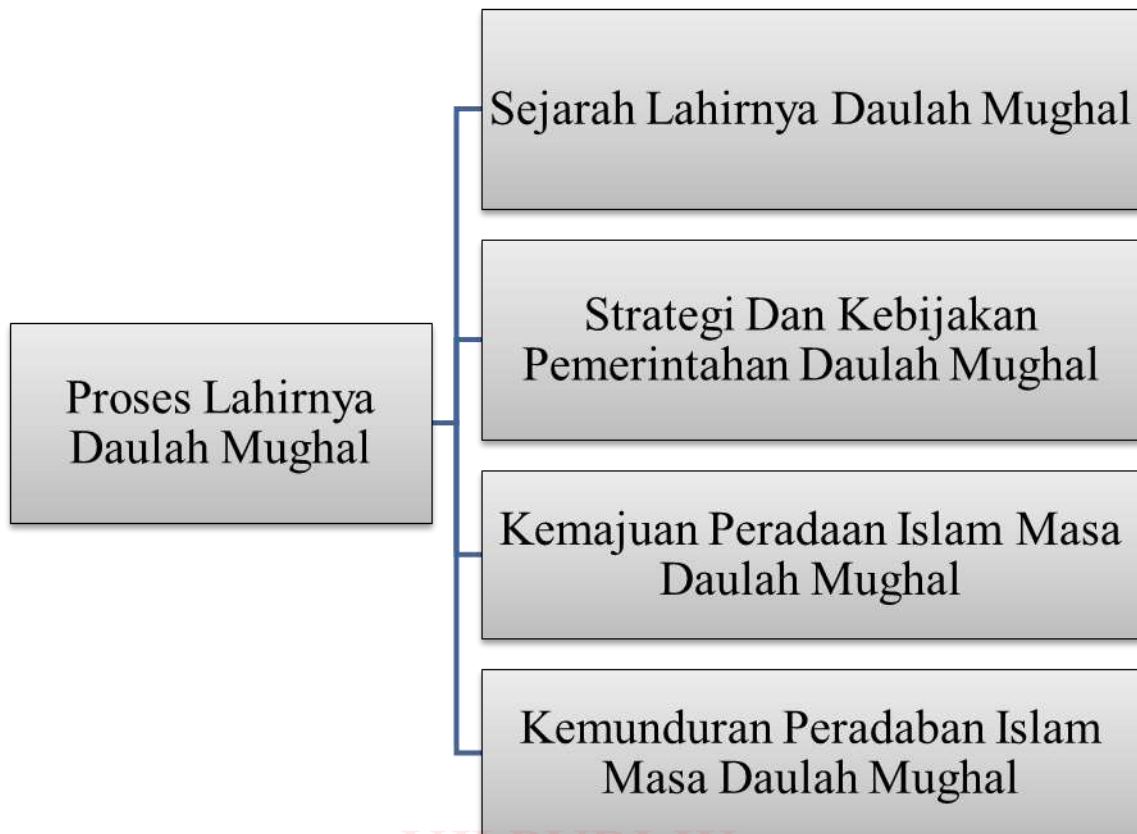 Sejarah Lahirnya Daulah Mughal
Strategi Dan Kebijakan
Pemerintahan Daulah Mughal
Proses Lahirnya
Daulah Mughal
Kemajuan Peradaan Islam Masa
Daulah Mughal
Kemunduran Peradaban Islam
Masa Daulah Mughal